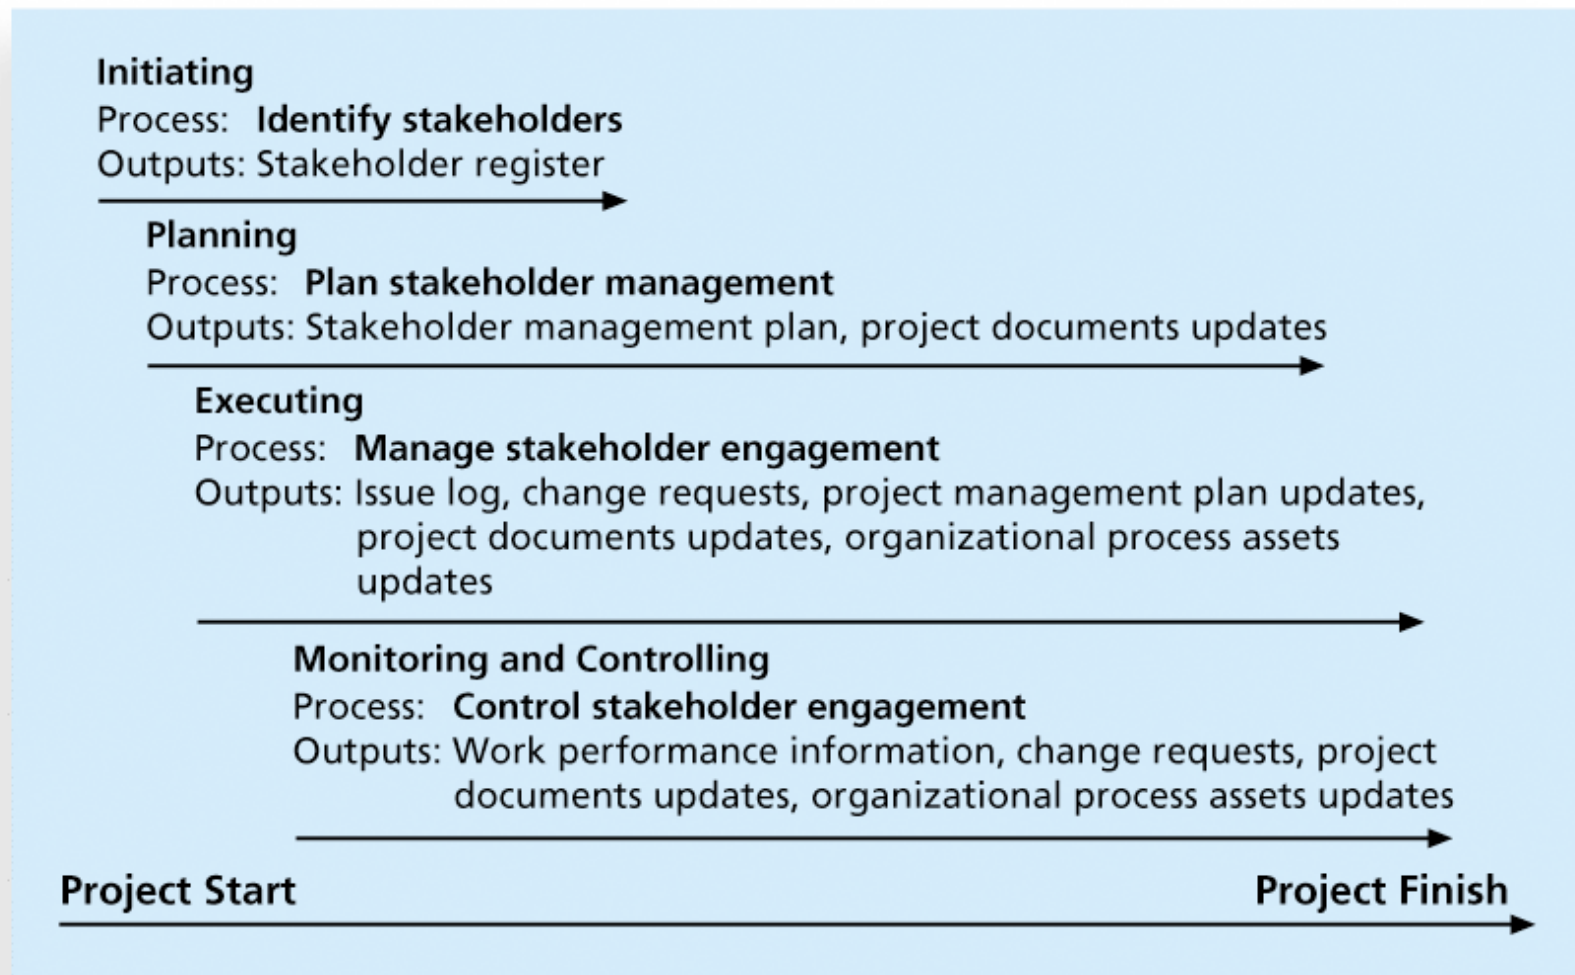 Initiating
Process: Identify stakeholders
Outputs: Stakeholder register
Planning
Process: Plan stakeholder management
Outputs: Stakeholder management plan, project documents updates
Executing
Process: Manage stakeholder engagement
Outputs: Issue log, change requests, project management plan updates,
project documents updates, organizational process assets
updates
Monitoring and Controlling
Process: Control stakeholder engagement
Outputs: Work performance information, change requests, project
documents updates, organizational process assets updates
Project Start Project Finish